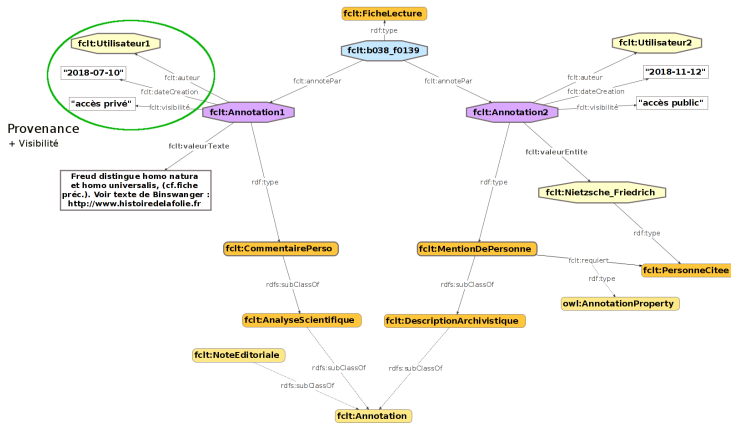 fclt:FicheLecture
rdf:type
fclt:Utilisateur1
fclt:b038_f0139
fclt:Utilisateur2
"2018-07-10"
fclt:auteur
fclt:annotePar
fclt:annotePar
fclt:auteur
"2018-11-12"
fclt:dateCreation
fclt:dateCreation
"accès privé"
fclt:visibilité
fclt:Annotation1
fclt:Annotation2
fclt:visibilité
"accès public"
Provenance
+ Visibilité
fclt:valeurTexte
fclt:valeurEntite
Freud distingue homo natura
et homo universalis, (cf.fiche
préc.). Voir texte de Binswanger :
http://www.histoiredelafolie.fr
rdf:type
rdf:type
fclt:Nietzsche_Friedrich
rdf:type
fclt:CommentairePerso
fclt:MentionDePersonne
fclt:requiert
fclt:PersonneCitee
rdf:type
rdfs:subClassOf
rdfs:subClassOf
owl:AnnotationProperty
fclt:AnalyseScientifique
fclt:DescriptionArchivistique
fclt:NoteEditoriale
rdfs:subClassOf
rdfs:subClassOf
rdfs:subClassOf
fclt:Annotation